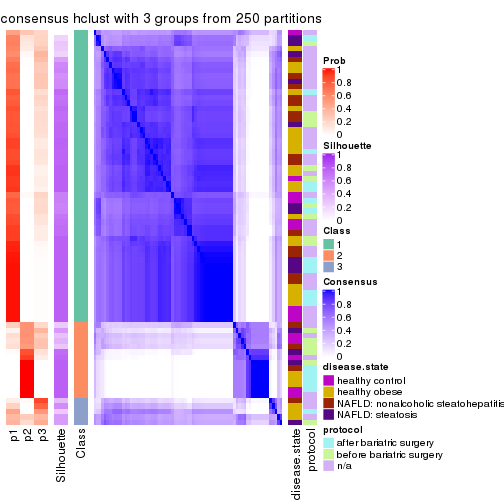 consensus hclust with 3 groups from 250 partitions
Prob
1
0.8
0.6
0.4
0.2
0
Silhouette
1
0.8
0.6
0.4
0.2
0
Class
1
2
3
Consensus
1
0.8
0.6
0.4
0.2
0
disease.state
healthy control
healthy obese
NAFLD: nonalcoholic steatohepatitis
NAFLD: steatosis
protocol
after bariatric surgery
before bariatric surgery
n/a
p1
p2
p3
Silhouette
Class
disease.state
protocol